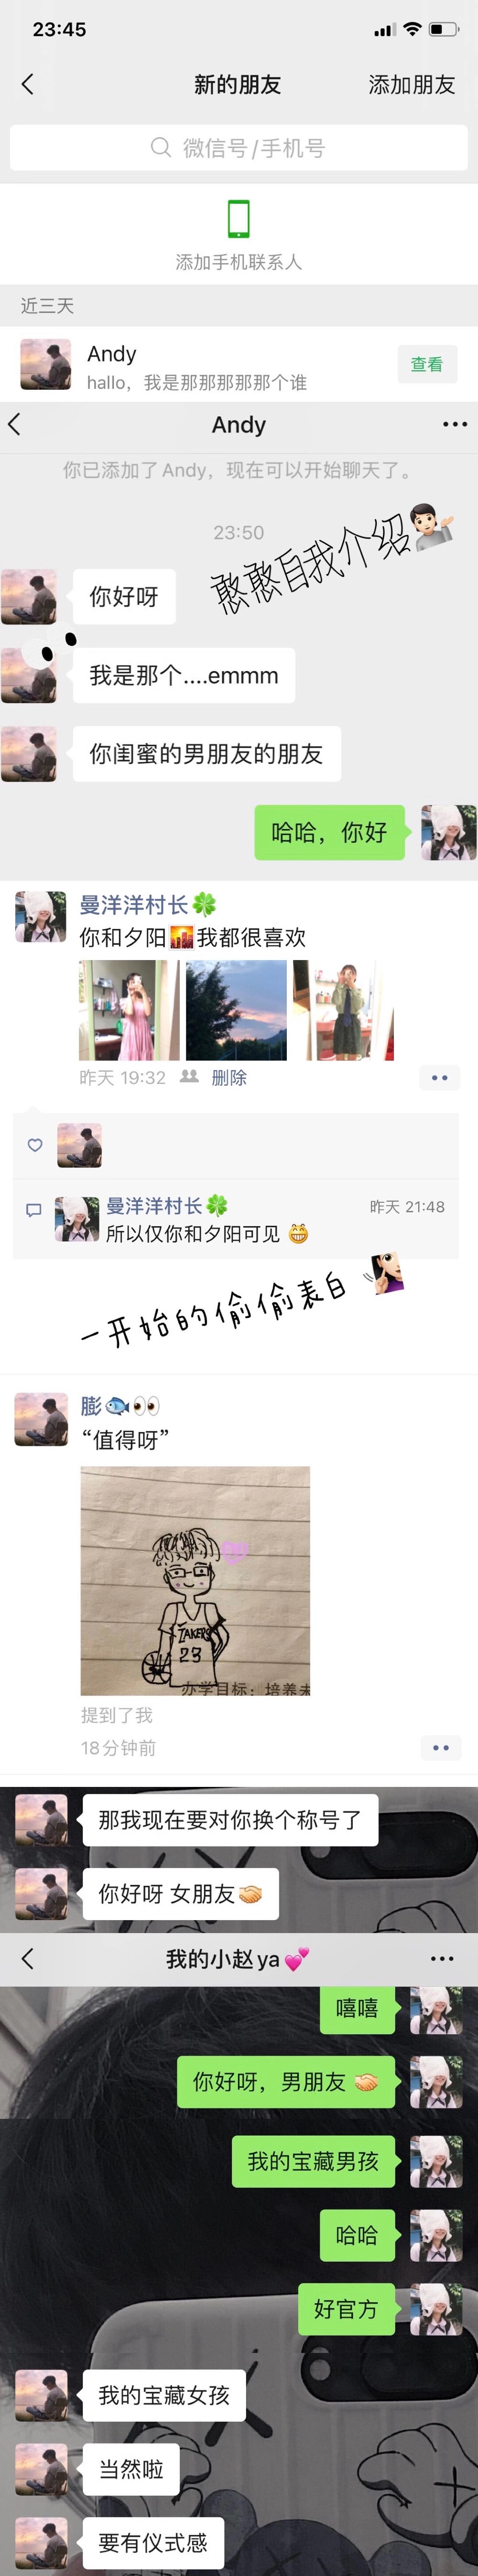 23:45
新的朋友
添加朋友
微信号/手机号
添加手机联系人
近三天
Andy
hallo，我是那那那那那个谁
查看
Andy
你已添加了Andy，现在可以开始聊天了。
23:50
憨憨自我介绍
你好呀
我是那个....emmm
你闺蜜的男朋友的朋友
哈哈，你好
曼洋洋村长🍀
你和夕阳🌇我都很喜欢
昨天 19:32
删除
曼洋洋村长🍀
昨天 21:48
所以仅你和夕阳可见 😁
一开始的偷偷表白
膨🐟👀
“值得呀”
ZAKERS
23
办学目标：培养未
提到了我
18分钟前
那我现在要对你换个称号了
你好呀 女朋友🤝
我的小赵ya💕
嘻嘻
你好呀，男朋友 🤝
我的宝藏男孩
哈哈
好官方
我的宝藏女孩
当然啦
要有仪式感